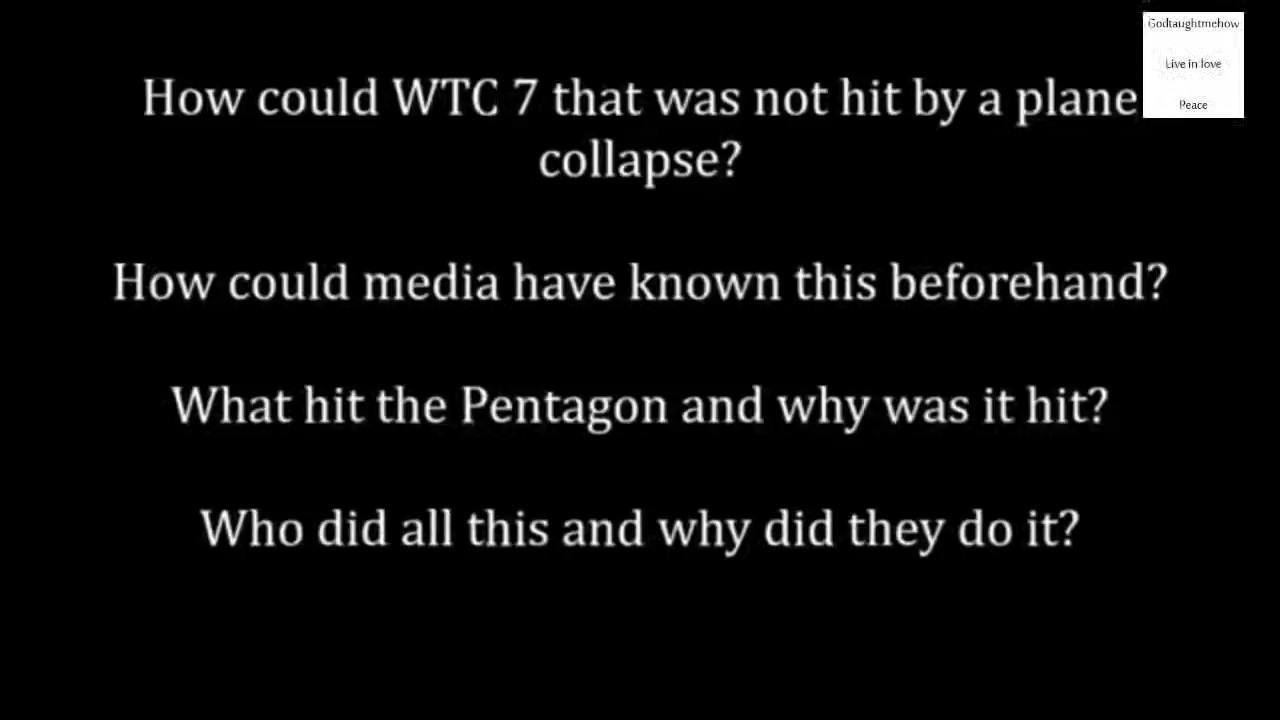 Godtaughtmehow
Live in love
Peace
How could WTC 7 that was not hit by a plane
collapse?
How could media have known this beforehand?
What hit the Pentagon and why was it hit?
Who did all this and why did they do it?